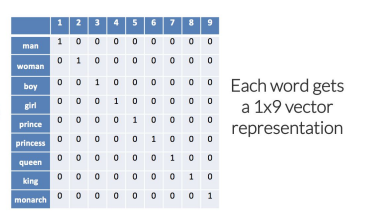 1 2 3 4 5 6 7 8 9
man 1 0 0 0 0 0 0 0 0
woman 0 1 0 0 0 0 0 0 0
boy 0 0 1 0 0 0 0 0 0
girl 0 0 0 1 0 0 0 0 0
prince 0 0 0 0 1 0 0 0 0
princess 0 0 0 0 0 1 0 0 0
queen 0 0 0 0 0 0 1 0 0
king 0 0 0 0 0 0 0 1 0
monarch 0 0 0 0 0 0 0 0 1
Each word gets
a 1x9 vector
representation